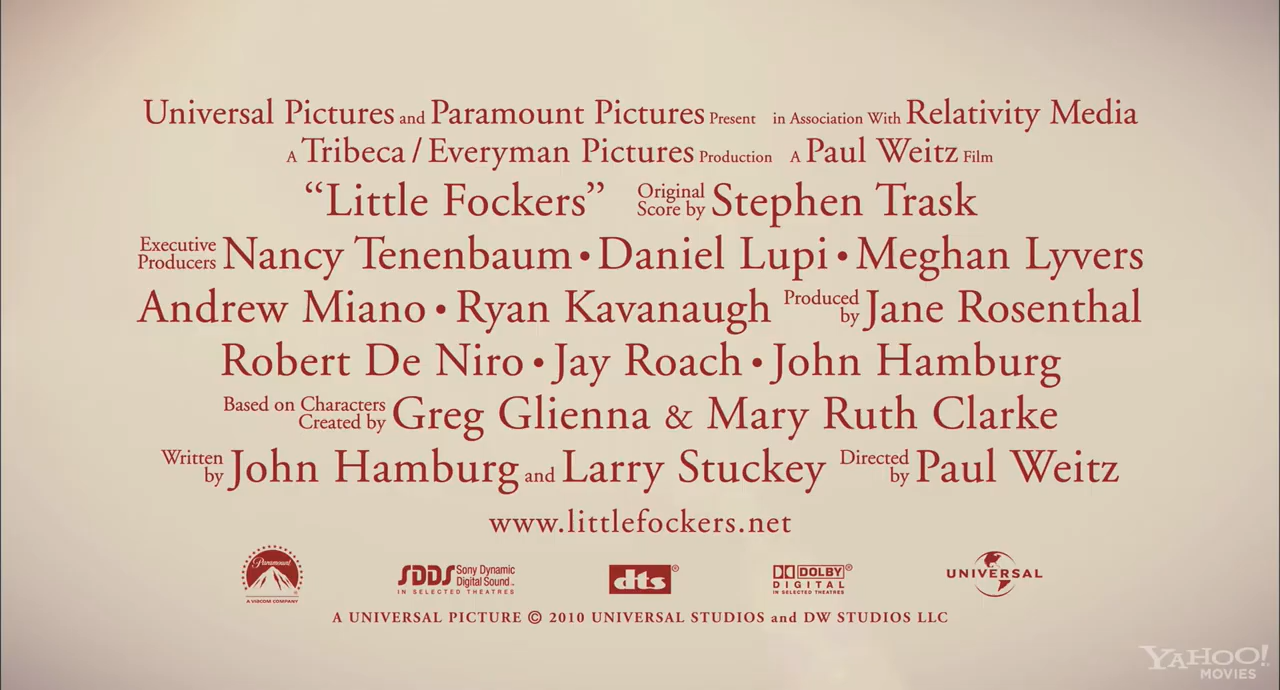 Universal Pictures and Paramount Pictures Present in Association With Relativity Media
A Tribeca / Everyman Pictures Production A Paul Weitz Film
“Little Fockers” Original Score by Stephen Trask
Executive Producers Nancy Tenenbaum • Daniel Lupi • Meghan Lyvers
Andrew Miano • Ryan Kavanaugh Produced by Jane Rosenthal
Robert De Niro • Jay Roach • John Hamburg
Based on Characters Created by Greg Glienna & Mary Ruth Clarke
Written by John Hamburg and Larry Stuckey Directed by Paul Weitz
www.littlefockers.net
Paramount
A VIACOM COMPANY
SDDS Sony Dynamic Digital Sound™
IN SELECTED THEATRES
dts®
DOLBY®
DIGITAL
IN SELECTED THEATRES
UNIVERSAL
A UNIVERSAL PICTURE © 2010 UNIVERSAL STUDIOS and DW STUDIOS LLC
YAHOO!
MOVIES